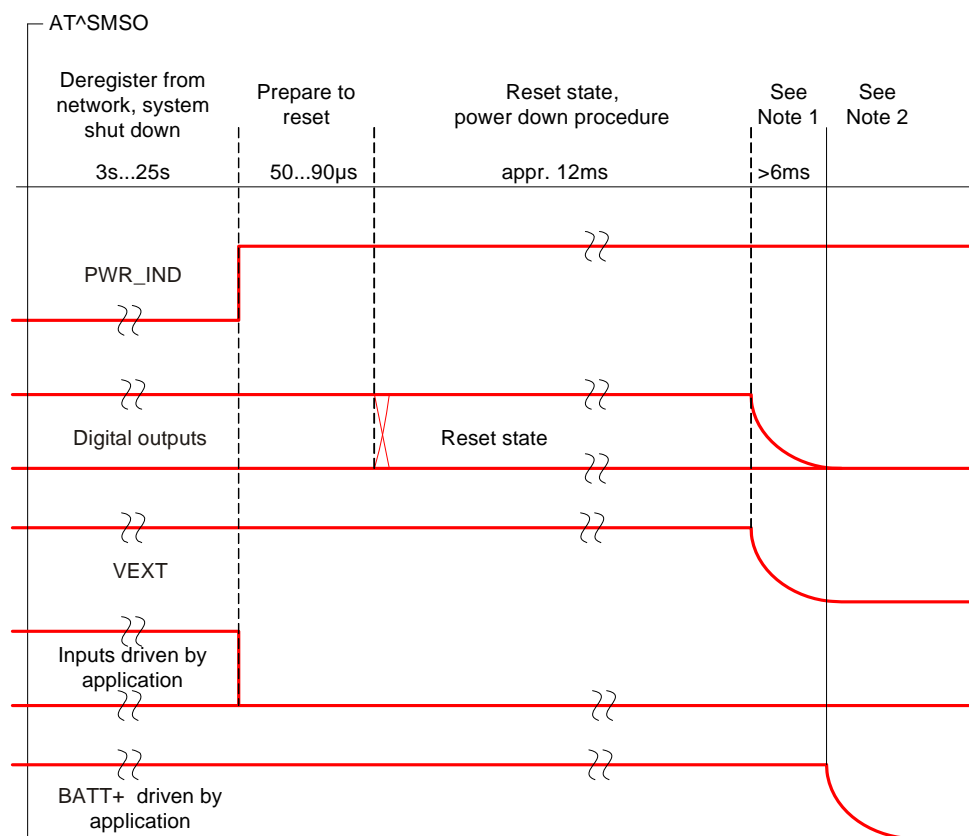 AT^SMSO
Deregister from
network, system
shut down
Prepare to
reset
Reset state,
power down procedure
See
Note 1
See
Note 2
3s...25s
50...90µs
appr. 12ms
>6ms
PWR_IND
Digital outputs
Reset state
VEXT
Inputs driven by
application
BATT+ driven by
application